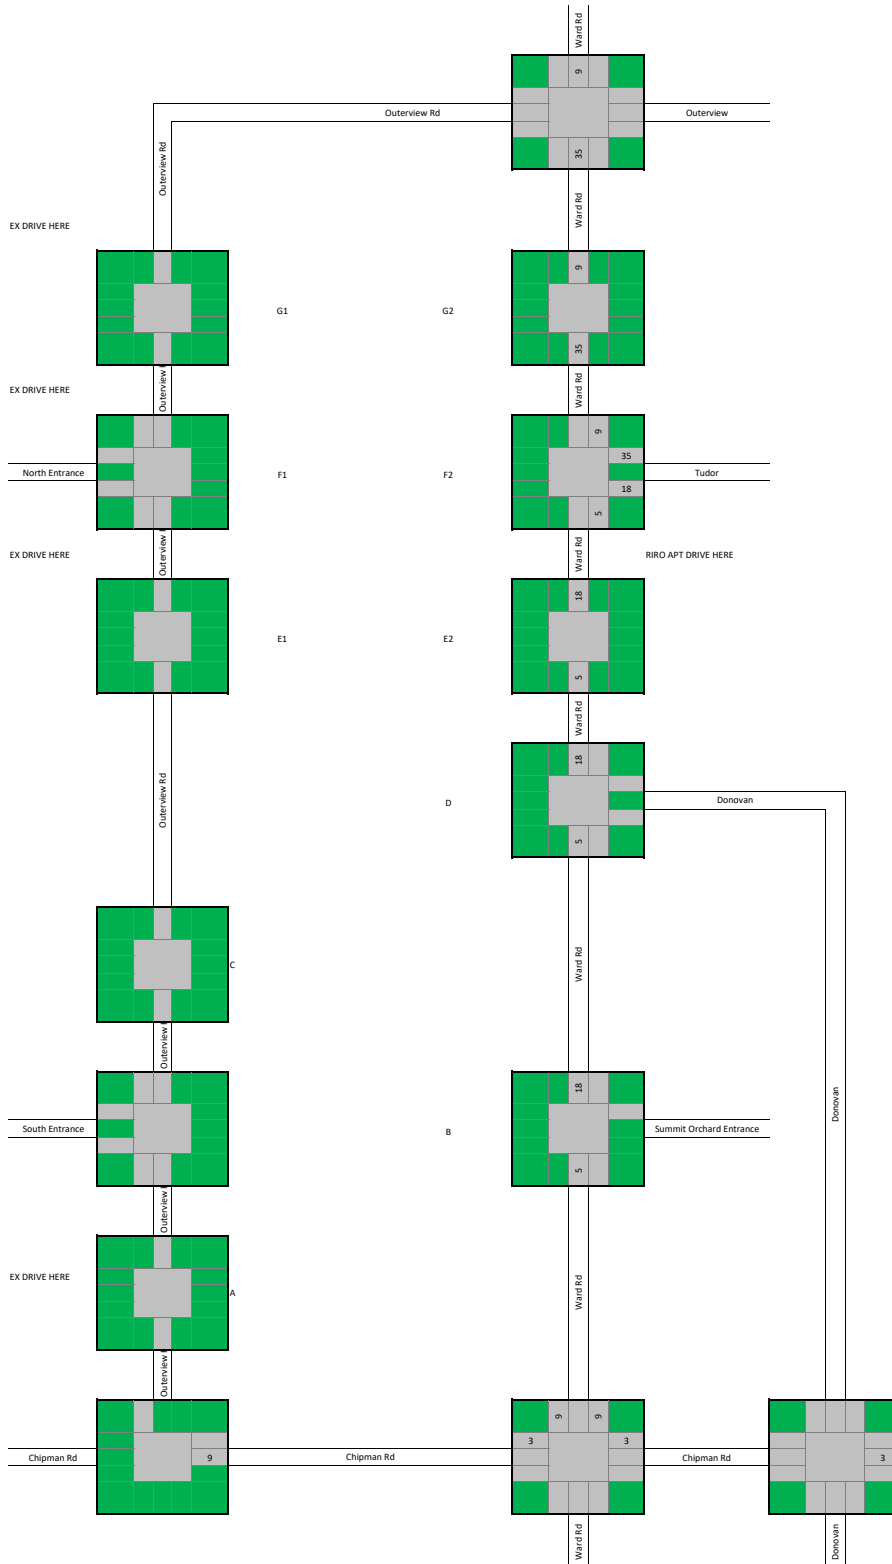 Ward Rd
9
Outerview Rd
Outerview
35
Outerview Rd
Ward Rd
EX DRIVE HERE
9
G1
G2
35
Outerview
Ward Rd
EX DRIVE HERE
9
35
North Entrance
F1
F2
Tudor
18
5
Outerview
Ward Rd
EX DRIVE HERE
RIRO APT DRIVE HERE
18
E1
E2
5
Ward Rd
Outerview Rd
18
D
Donovan
5
Ward Rd
C
Outerview
18
Donovan
South Entrance
B
Summit Orchard Entrance
5
Outerview
EX DRIVE HERE
Ward Rd
A
Outerview
9
9
3
3
Chipman Rd
9
Chipman Rd
Chipman Rd
3
Ward Rd
Donovan